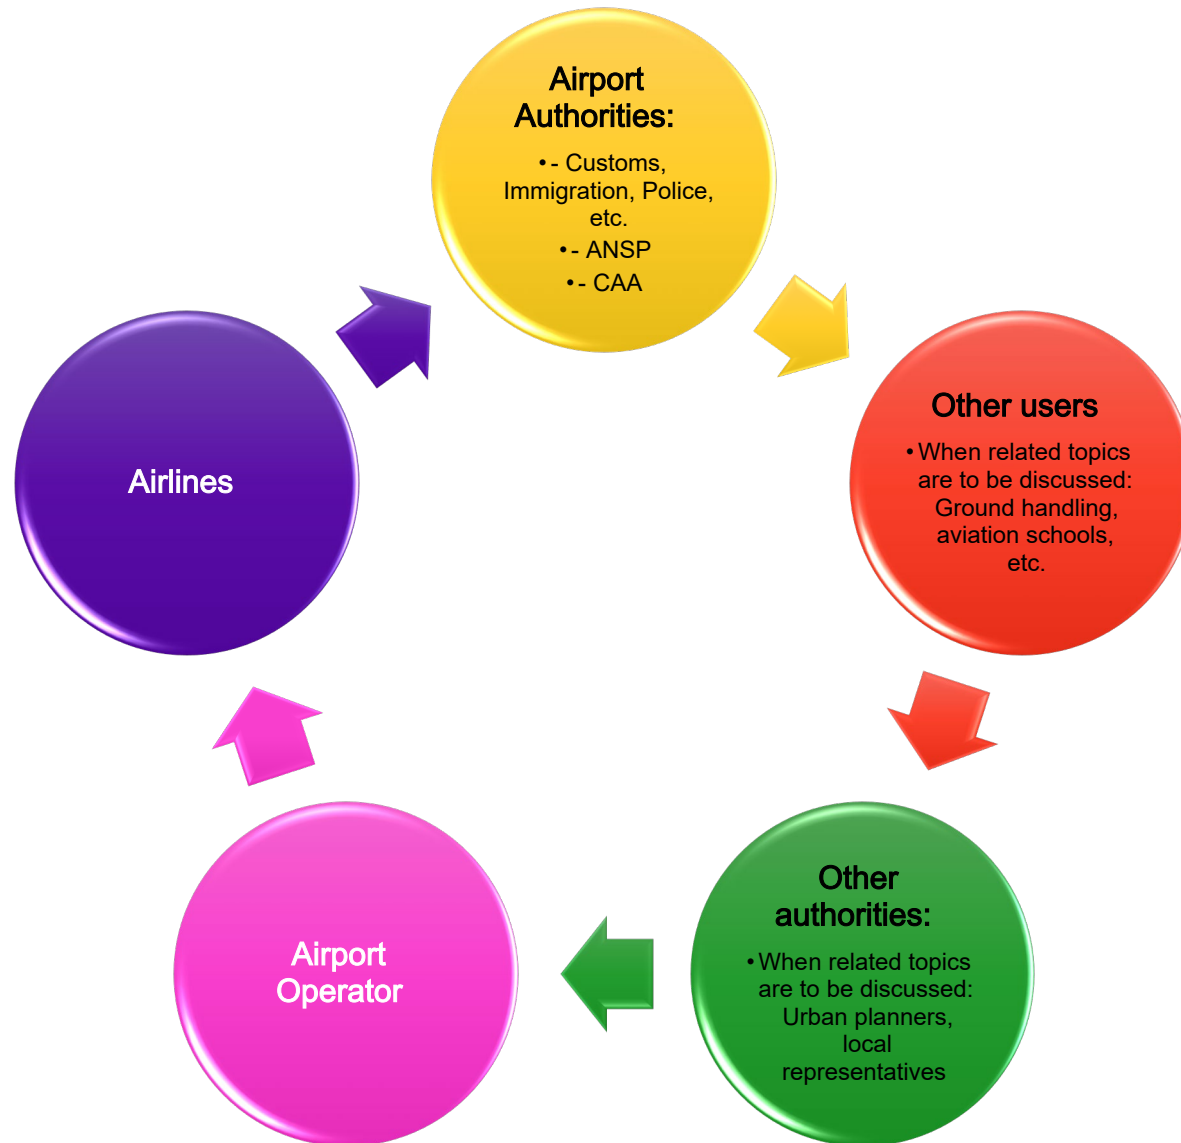 Airport
Authorities:
• - Customs,
Immigration, Police,
etc.
• - ANSP
• - CAA
Other users
• When related topics
are to be discussed:
Ground handling,
aviation schools,
etc.
Other
authorities:
• When related topics
are to be discussed:
Urban planners,
local
representatives
Airport
Operator
Airlines